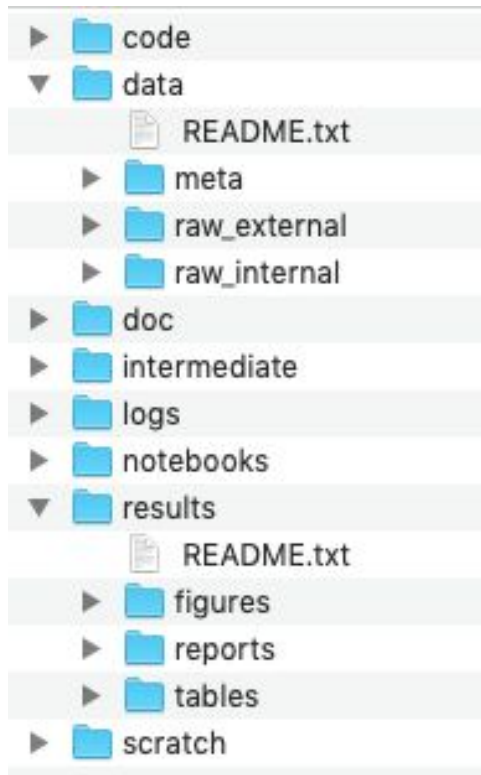 code
data
README.txt
meta
raw_external
raw_internal
doc
intermediate
logs
notebooks
results
README.txt
figures
reports
tables
scratch